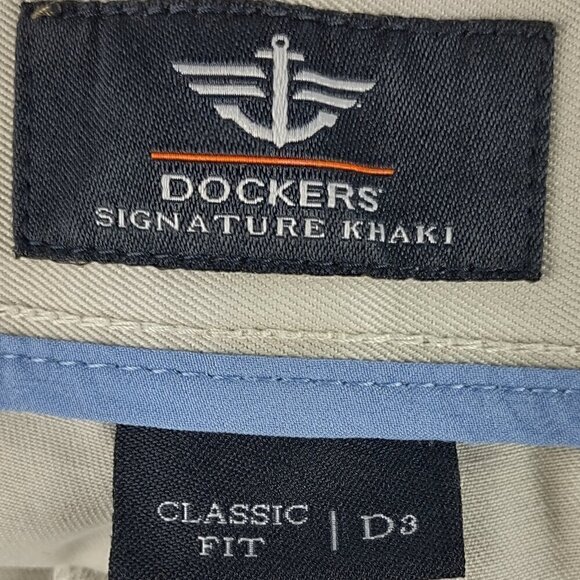 DOCKERS
SIGNATURE KHAKI
CLASSIC FIT | D3